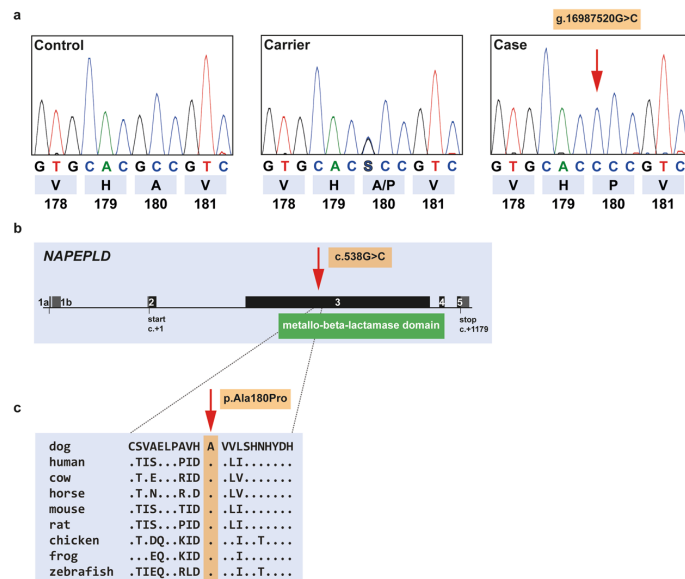 a
g.16987520G>C
Control
Carrier
Case
G T G C A C G C C G T C
G T G C A C S C C G T C
G T G C A C C C C G T C
V H A V
V H A/P V
V H P V
178 179 180 181
178 179 180 181
178 179 180 181
b
NAPEPLD
c.538G>C
1a 1b 2 3 4 5
start
c.+1
stop
c.+1179
metallo-beta-lactamase domain
p.Ala180Pro
c
dog CSVAELPAVH A VVLSHNHYDH
human .TIS...PID . .LI.......
cow .T.E...RID . .LV.......
horse .T.N...R.D . .LV.......
mouse .TIS...TID . .LI.......
rat .TIS...PID . .LI.......
chicken .T.DQ..KID . ..I..T....
frog ...EQ..KID . ..I.......
zebrafish .TIEQ..RLD . ..I..T....